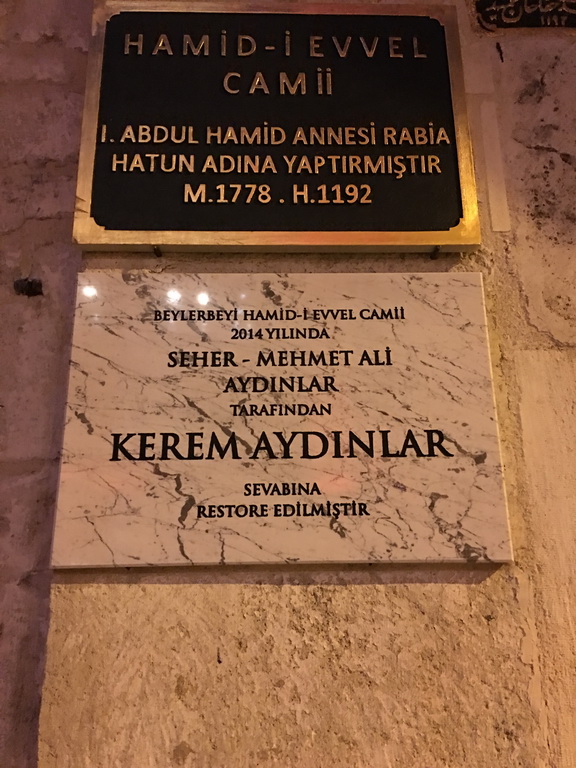 HAMİD-İ EVVEL
CAMİİ
I. ABDUL HAMİD ANNESİ RABİA
HATUN ADINA YAPTIRMIŞTIR
M.1778 . H.1192
BEYLERBEYİ HAMİD-İ EVVEL CAMİİ
2014 YILINDA
SEHER - MEHMET ALİ
AYDINLAR
TARAFINDAN
KEREM AYDINLAR
SEVABINA
RESTORE EDİLMİŞTİR